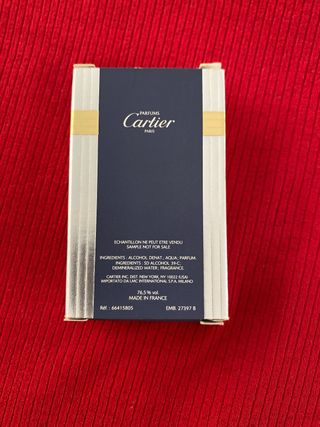 PARFUMS
Cartier
PARIS
ECHANTILLON NE PEUT ETRE VENDU
SAMPLE NOT FOR SALE
INGREDIENTS : ALCOHOL DENAT.; AQUA; PARFUM.
INGREDIENTS : SD ALCOHOL 39-C;
DEMINERALIZED WATER; FRAGRANCE.
CARTIER INC. DIST. NEW YORK, NY 10022 (USA)
IMPORTATO DA LMC INTERNATIONAL S.P.A. MILANO
76,5 % vol.
MADE IN FRANCE
Réf. : 66415805 EMB. 27397 B